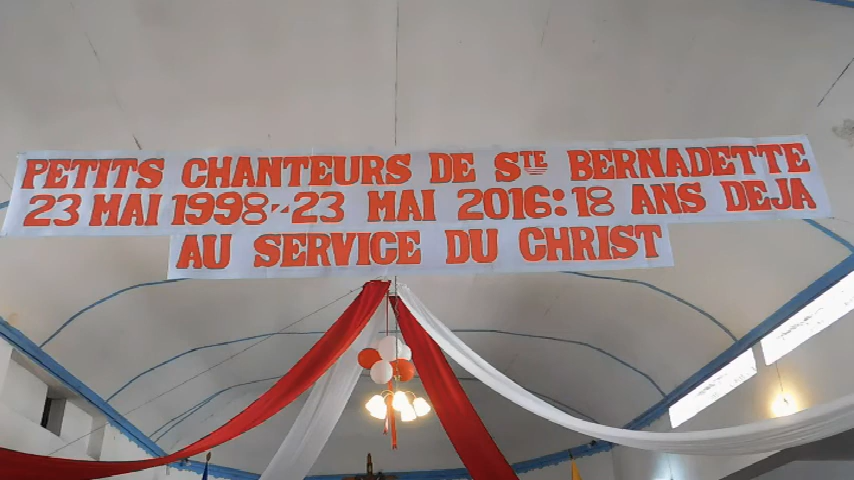 PETITS CHANTEURS DE STE BERNADETTE
23 MAI 1998-23 MAI 2016:18 ANS DEJA
AU SERVICE DU CHRIST